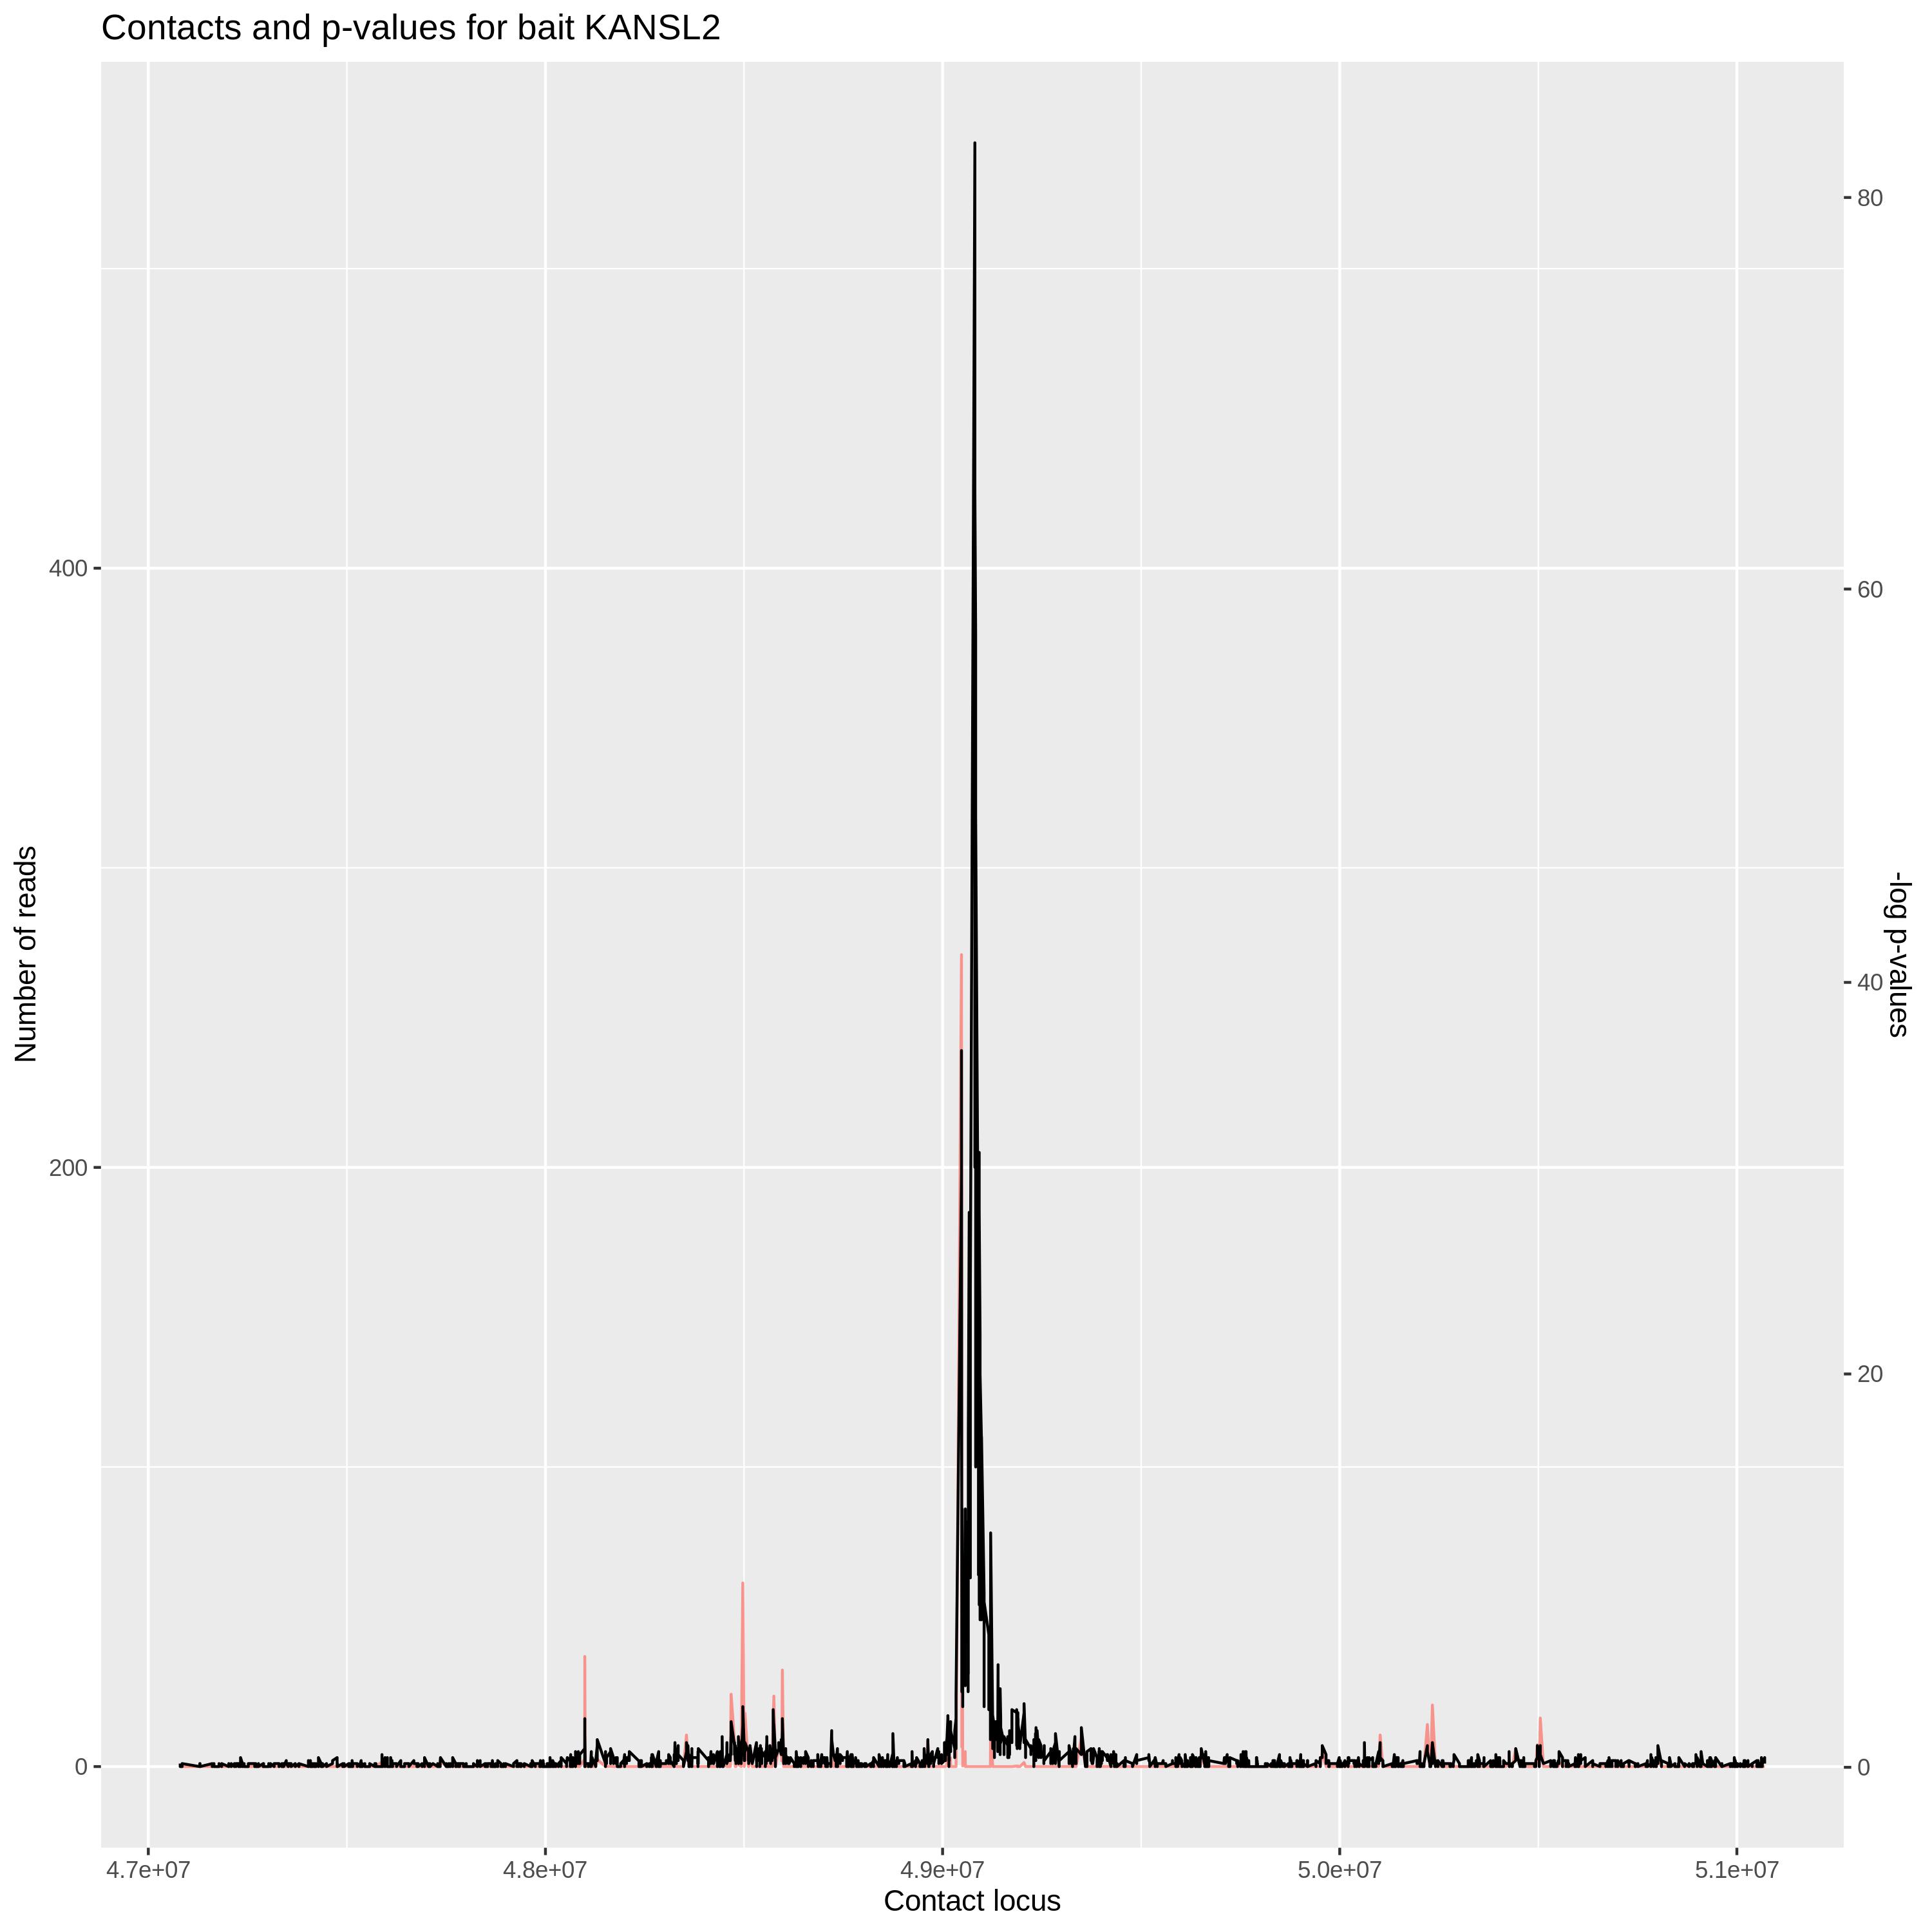 Contacts and p-values for bait KANSL2
Number of reads
400
200
0
80
60
40
20
0
-log p-values
4.7e+07 4.8e+07 4.9e+07 5.0e+07 5.1e+07
Contact locus